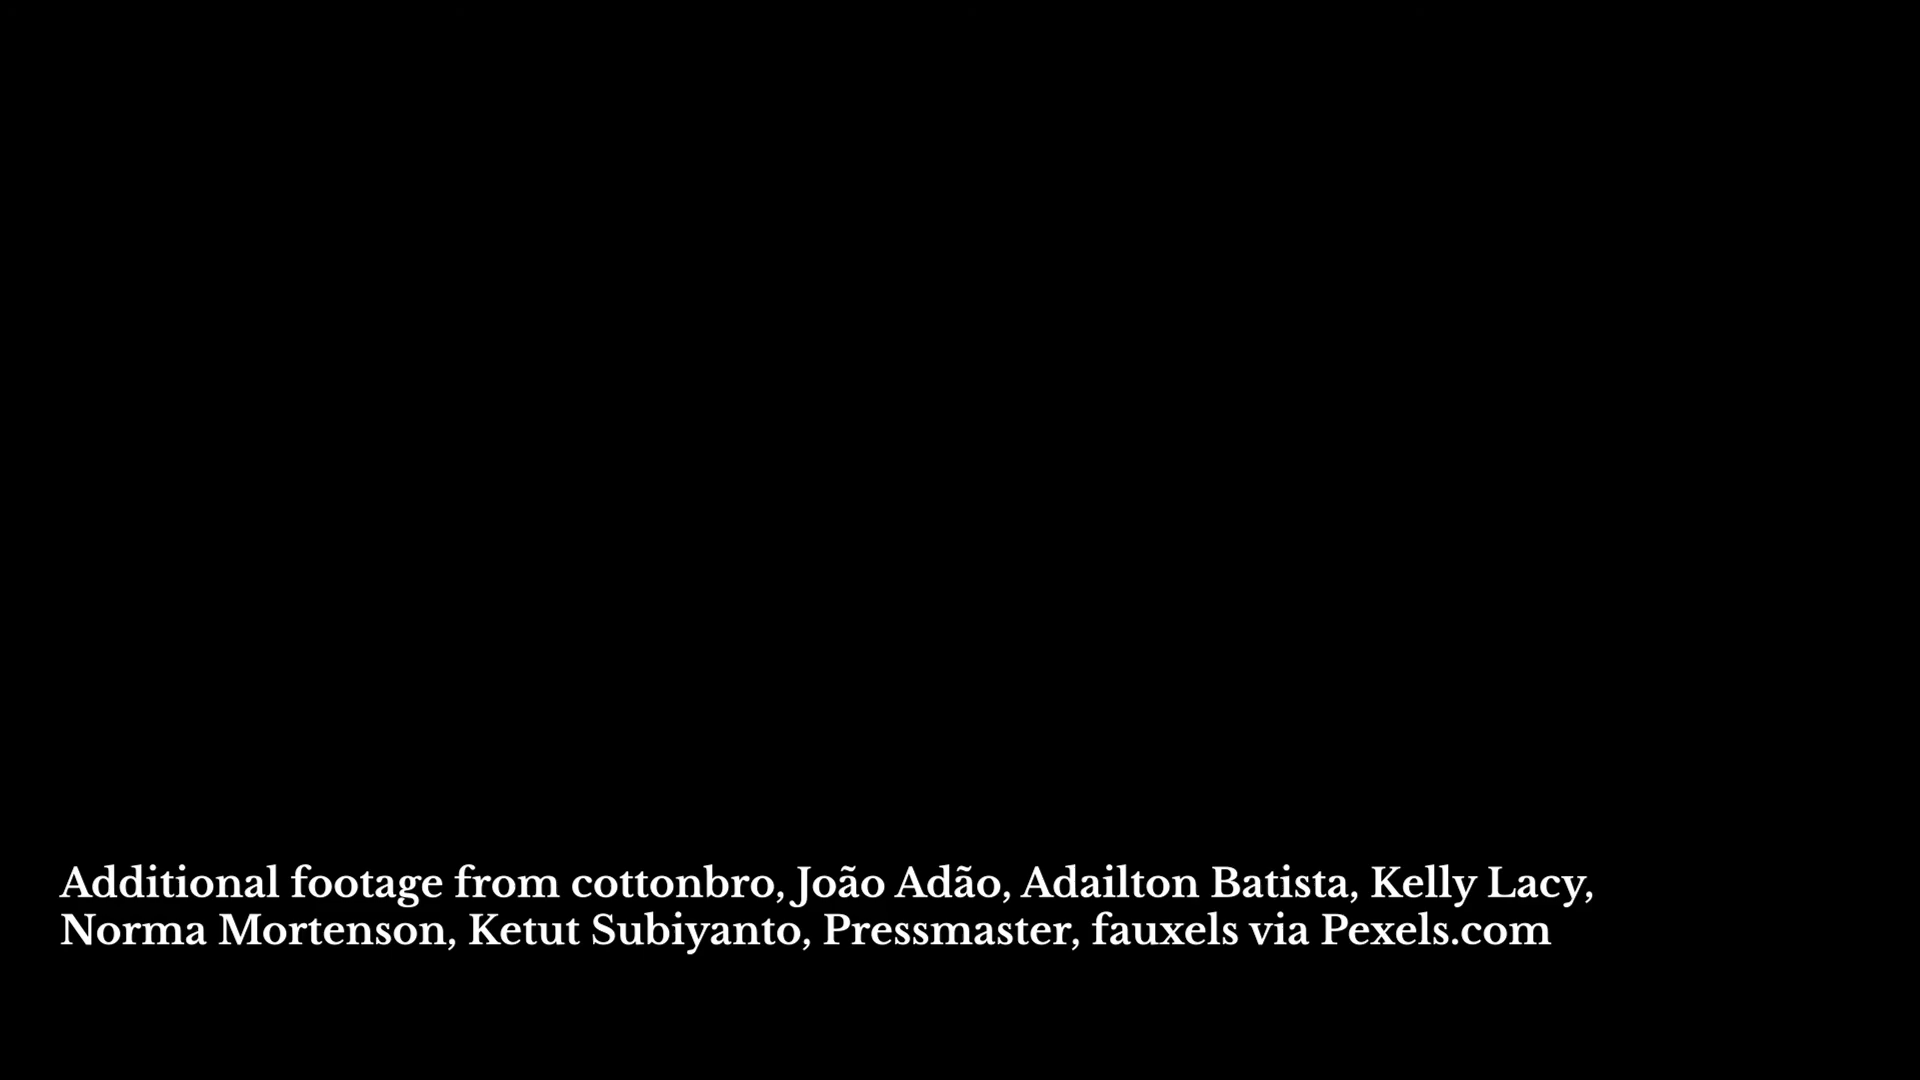 Additional footage from cottonbro, João Adão, Adailton Batista, Kelly Lacy,
Norma Mortenson, Ketut Subiyanto, Pressmaster, fauxels via Pexels.com